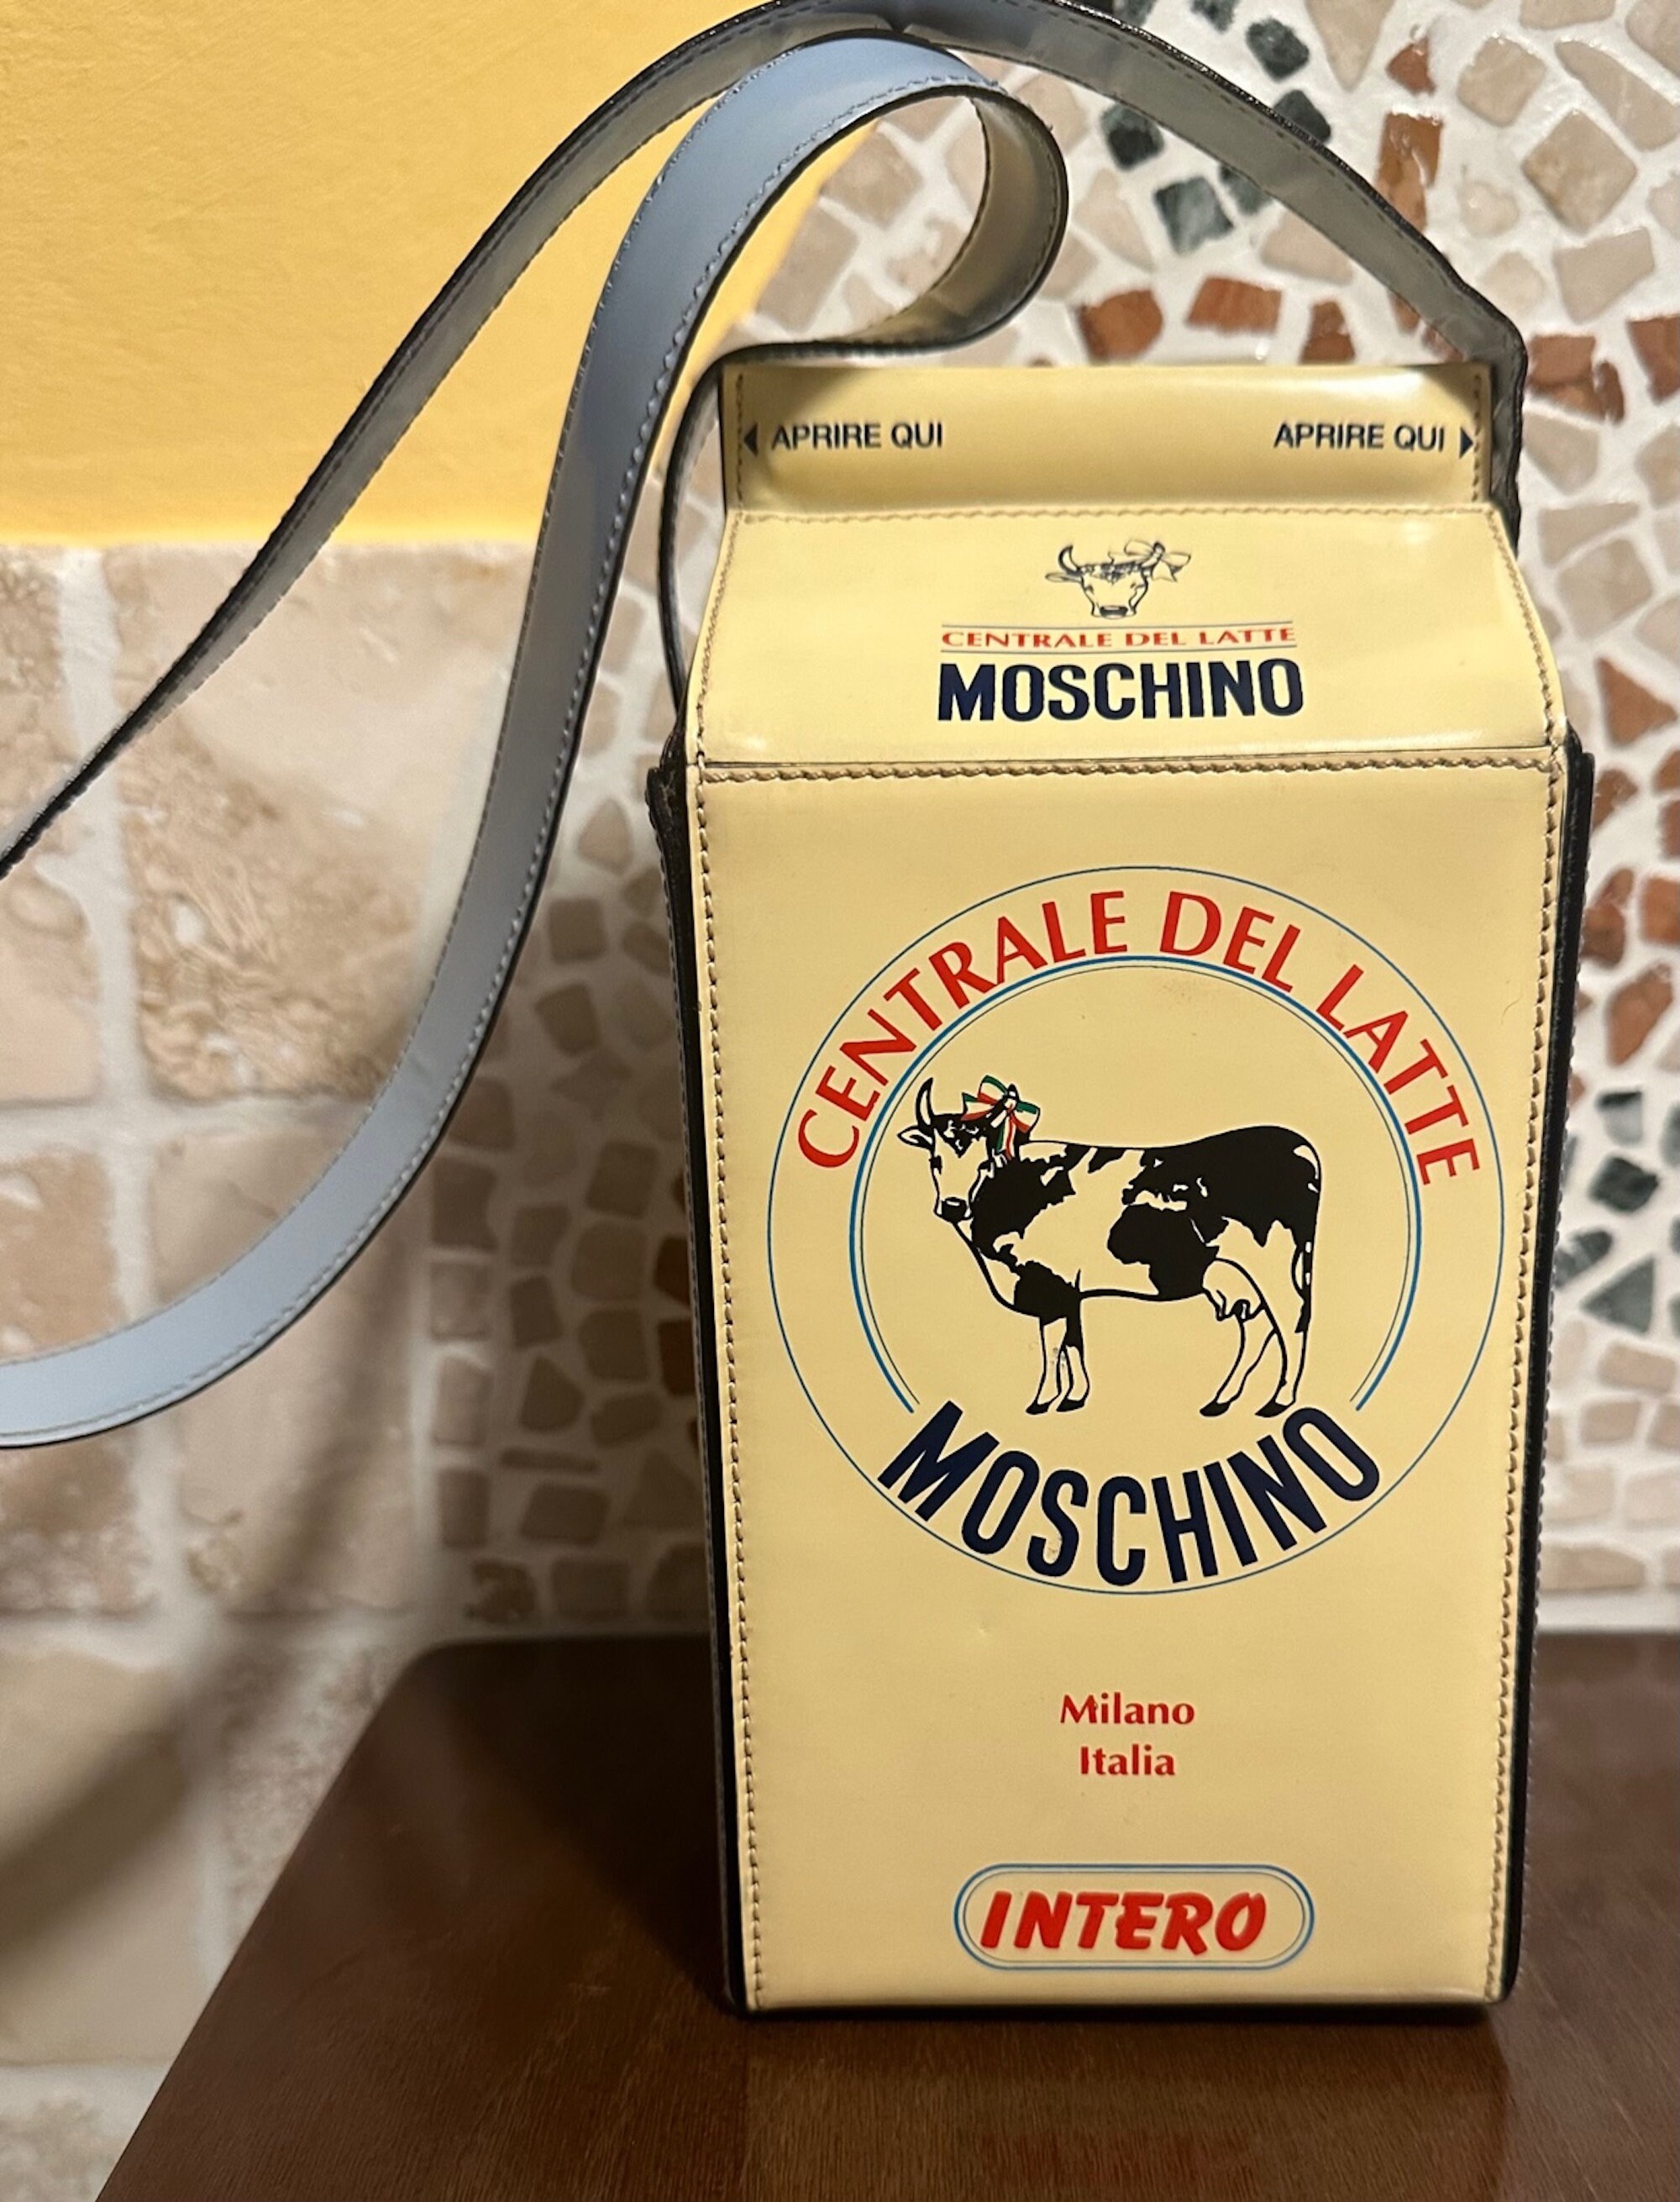 APRIRE QUI APRIRE QUI
CENTRALE DEL LATTE
MOSCHINO
CENTRALE DEL LATTE
MOSCHINO
Milano
Italia
INTERO